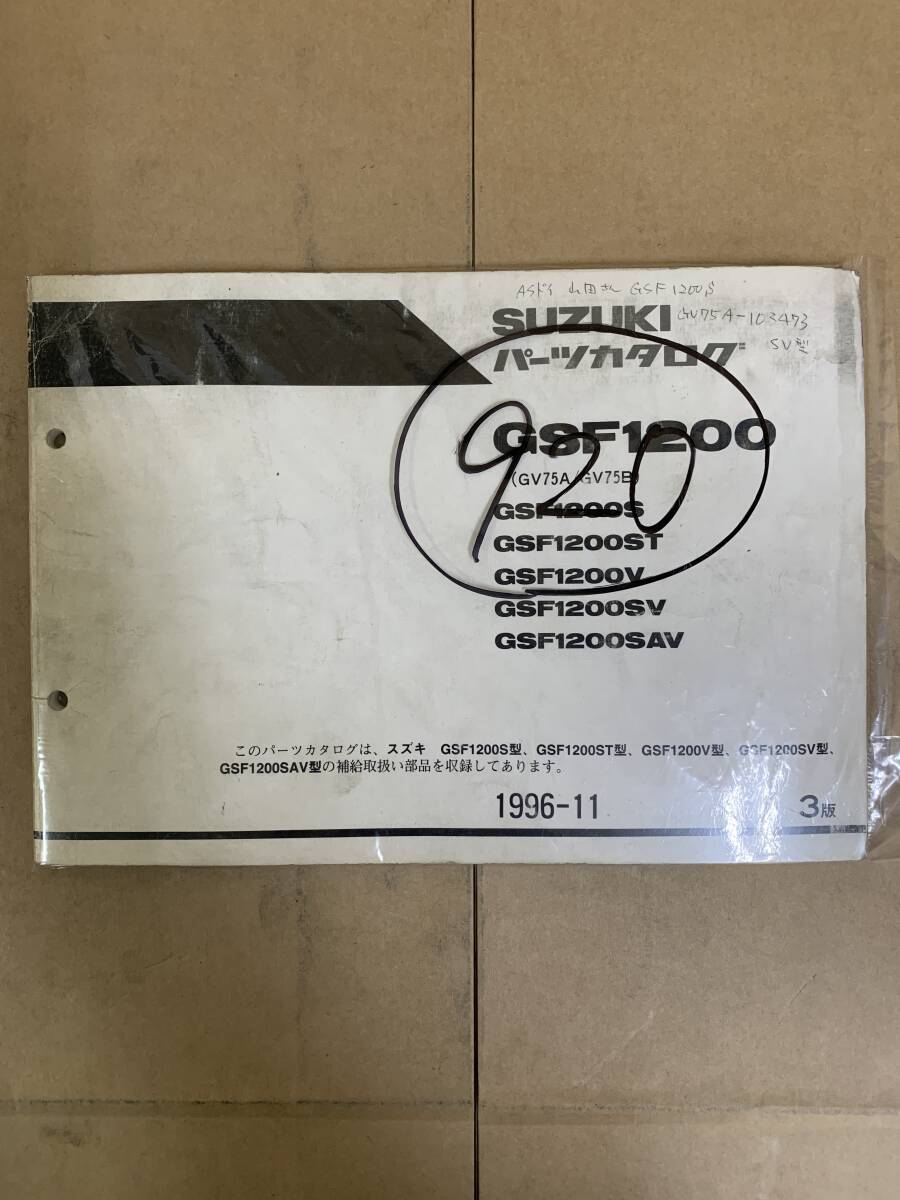 ASドイ 山田さん GSF1200S
GV75A-103473
SV型
SUZUKI
パーツカタログ
920
GSF1200
(GV75A/GV75B)
GSF1200S
GSF1200ST
GSF1200V
GSF1200SV
GSF1200SAV
このパーツカタログは、スズキ GSF1200S型、GSF1200ST型、GSF1200V型、GSF1200SV型、
GSF1200SAV型の補給取扱い部品を収録してあります。
1996-11 3版